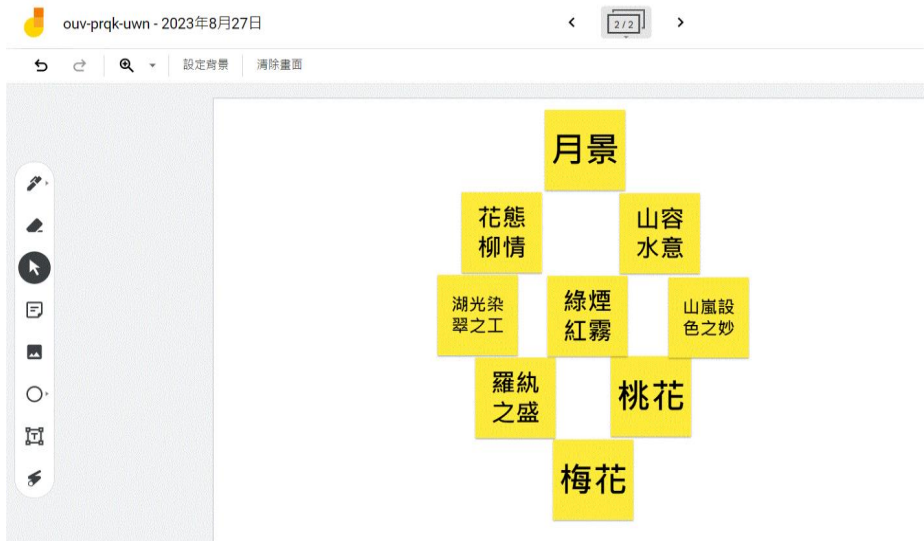 ouv-prqk-uwn - 2023年8月27日
2 / 2
設定背景
清除畫面
月景
花態
柳情
山容
水意
湖光染
翠之工
綠煙
紅霧
山嵐設
色之妙
羅紈
之盛
桃花
梅花